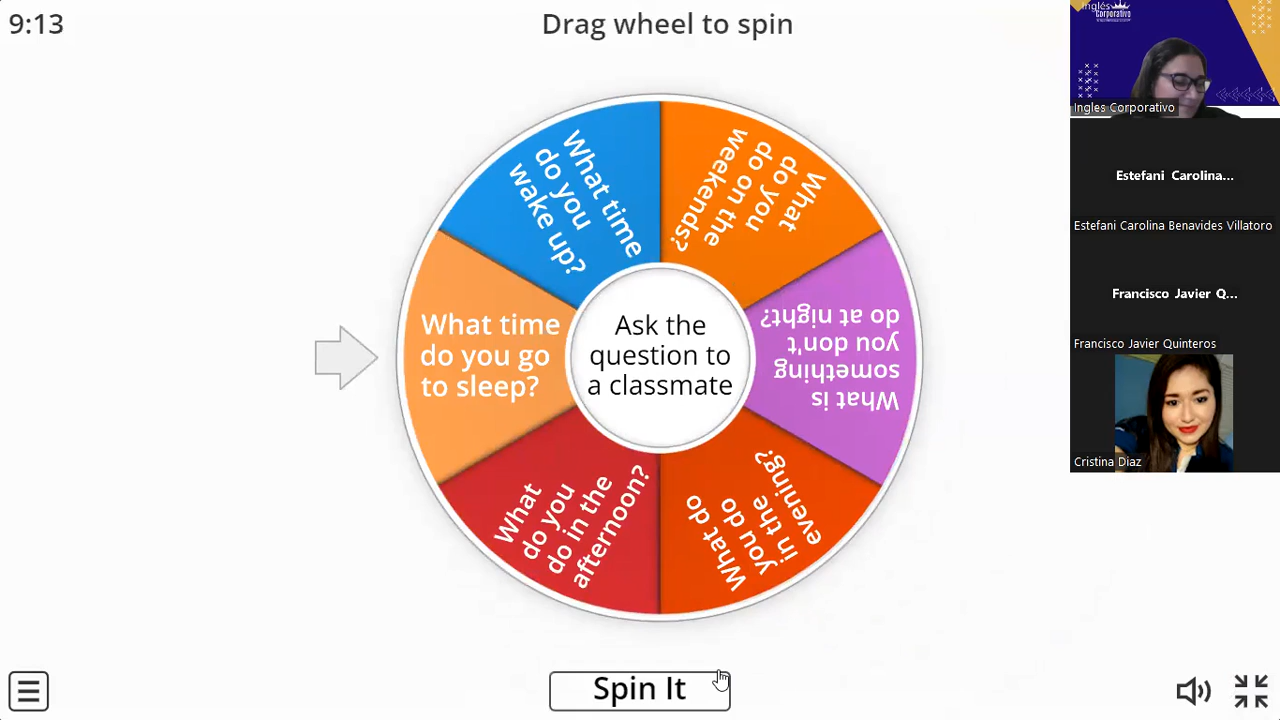 9:13
Drag wheel to spin
What time
do you
wake up?
What
do you
do on the
weekends?
What time
do you go
to sleep?
Ask the
question to
a classmate
What is
something
you don't
do at night?
What
do you
do in the
afternoon?
What do
you do
in the
evening?
Spin It
Inglés
Corporativo
Ingles Corporativo
Estefani Carolina...
Estefani Carolina Benavides Villatoro
Francisco Javier Q...
Francisco Javier Quinteros
Cristina Diaz